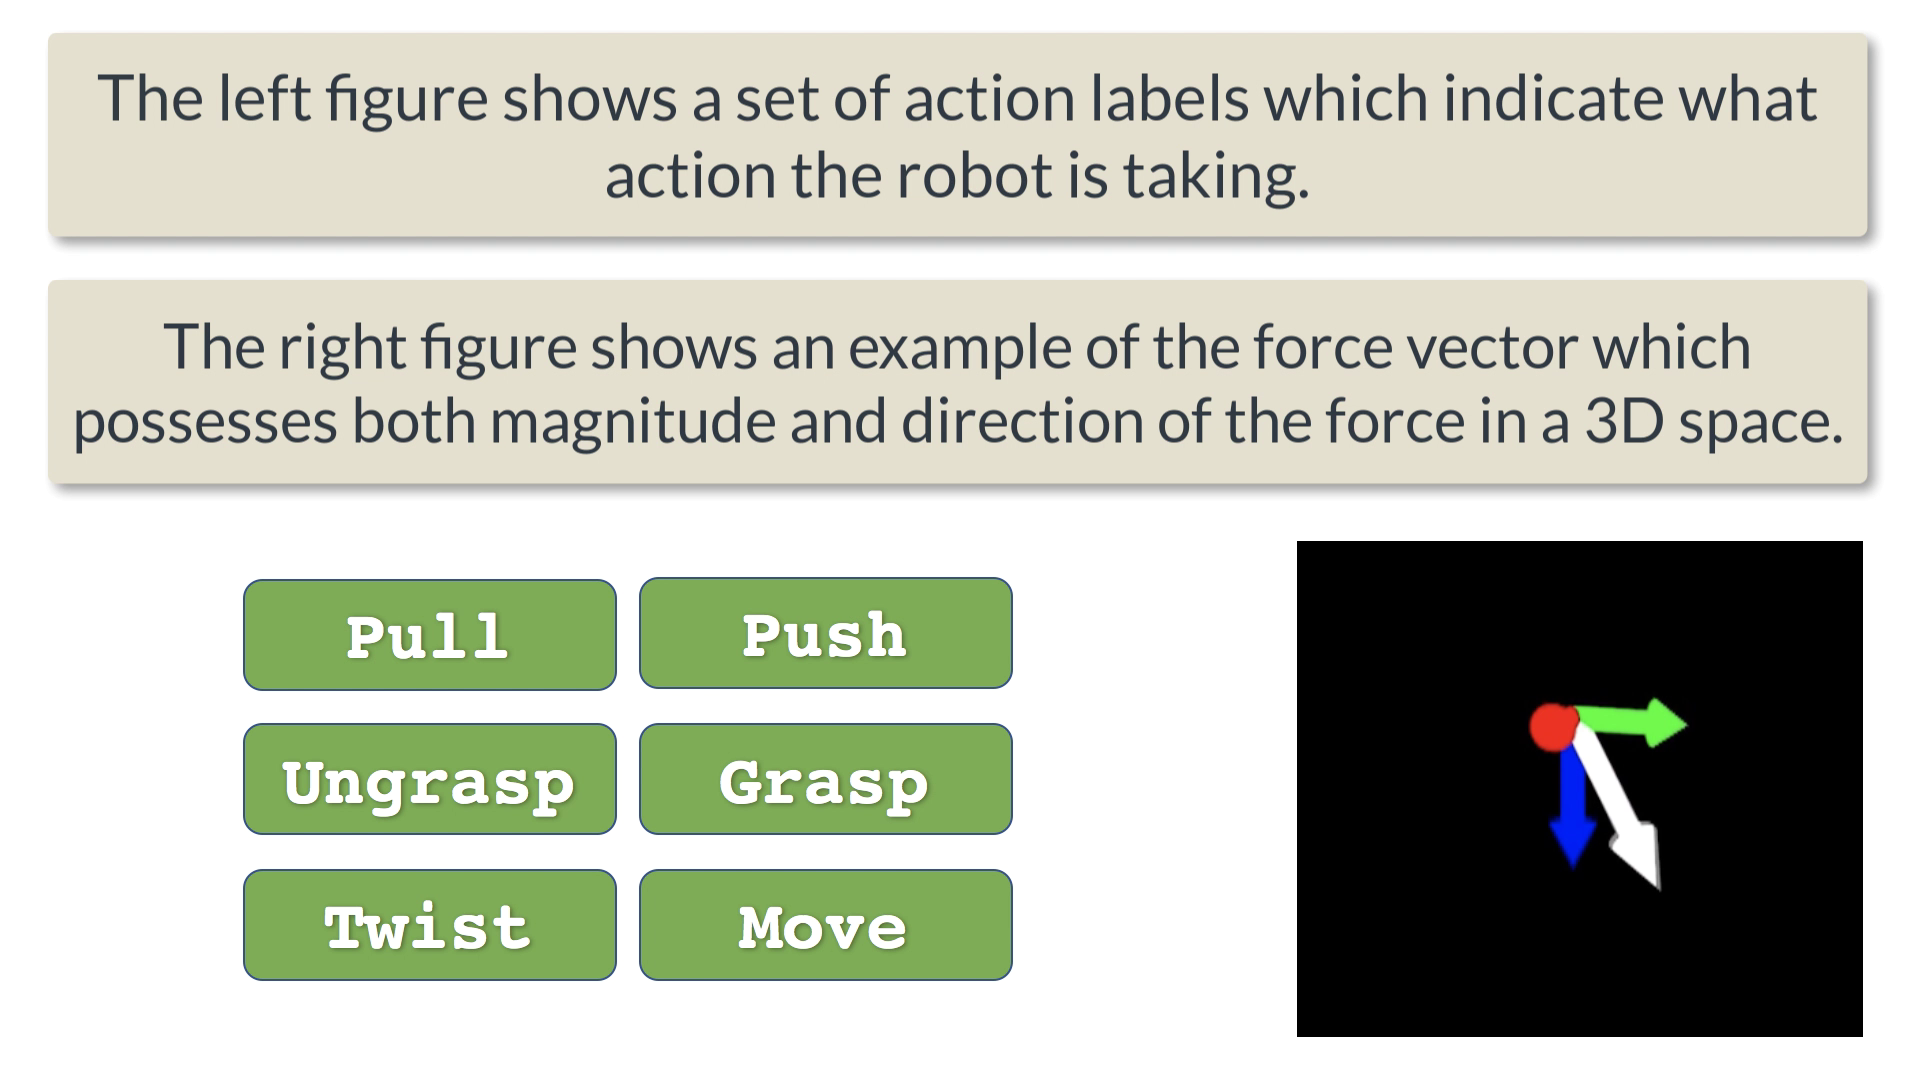 The left figure shows a set of action labels which indicate what
action the robot is taking.
The right figure shows an example of the force vector which
possesses both magnitude and direction of the force in a 3D space.
Pull
Push
Ungrasp
Grasp
Twist
Move